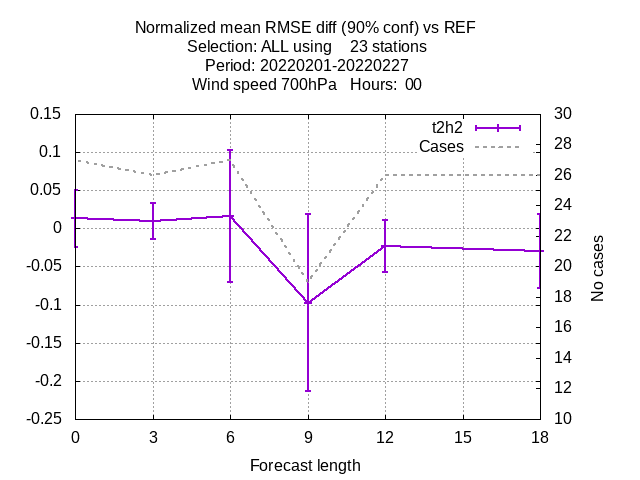 Normalized mean RMSE diff (90% conf) vs REF
Selection: ALL using    23 stations
Period: 20220201-20220227
Wind speed 700hPa   Hours:  00
0.15
0.1
0.05
0
-0.05
-0.1
-0.15
-0.2
-0.25
t2h2
Cases
30
28
26
24
22
20
18
16
14
12
10
No cases
0 3 6 9 12 15 18
Forecast length